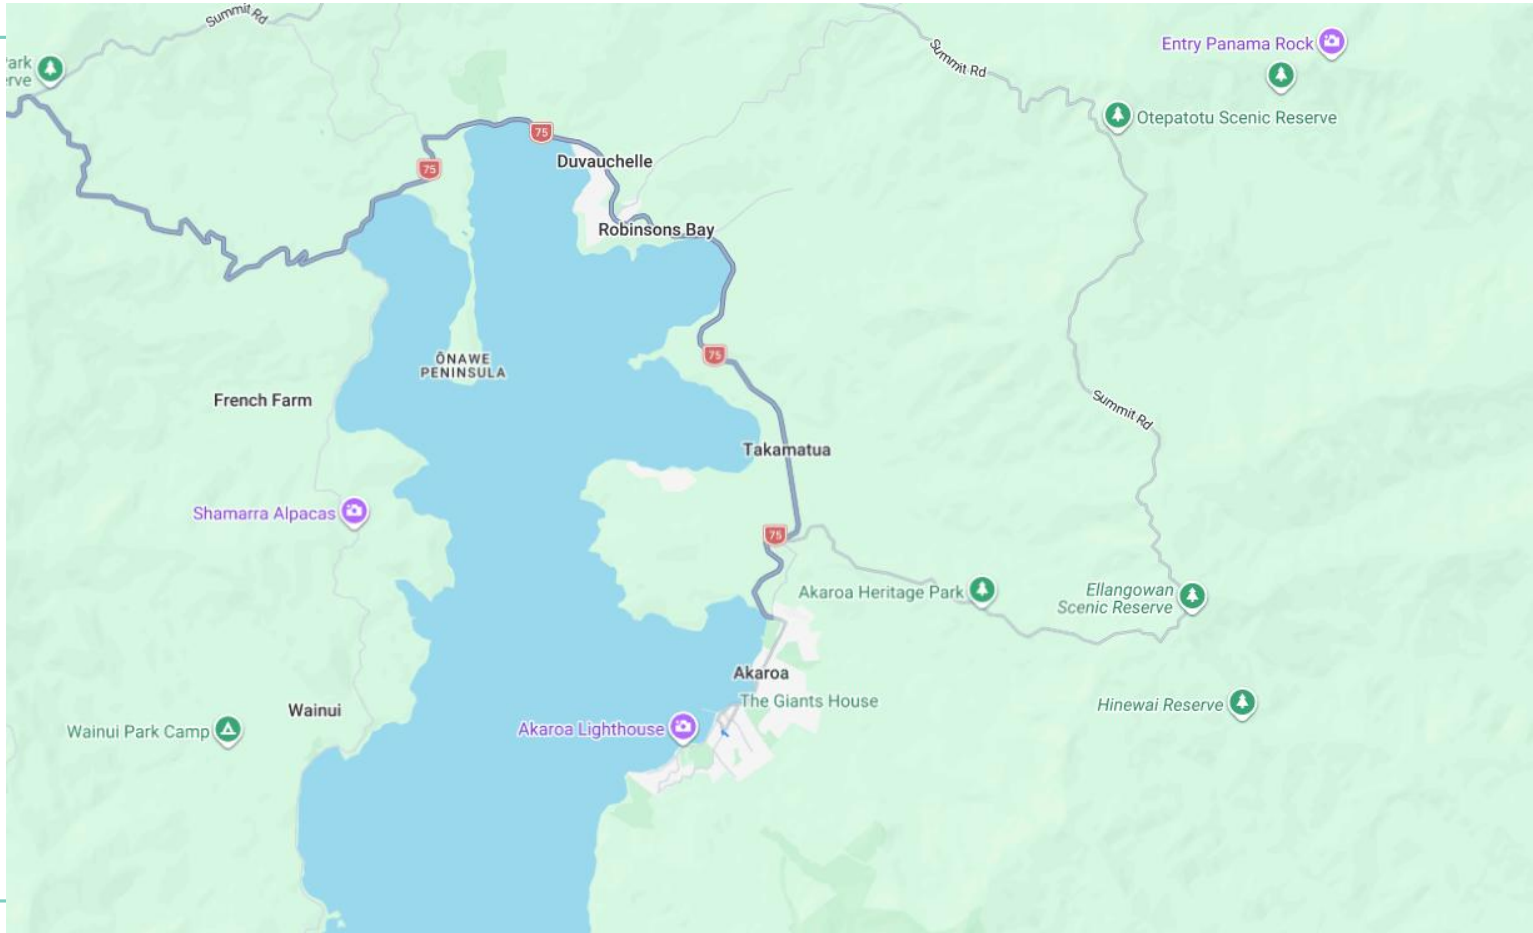 Summit Rd
Entry Panama Rock
Summit Rd
ark
rve
Otepatotu Scenic Reserve
75
75
Duvauchelle
Robinsons Bay
75
ŌNAWE
PENINSULA
French Farm
Summit Rd
Takamatua
Shamarra Alpacas
75
Akaroa Heritage Park
Ellangowan
Scenic Reserve
Akaroa
The Giants House
Hinewai Reserve
Wainui
Akaroa Lighthouse
Wainui Park Camp